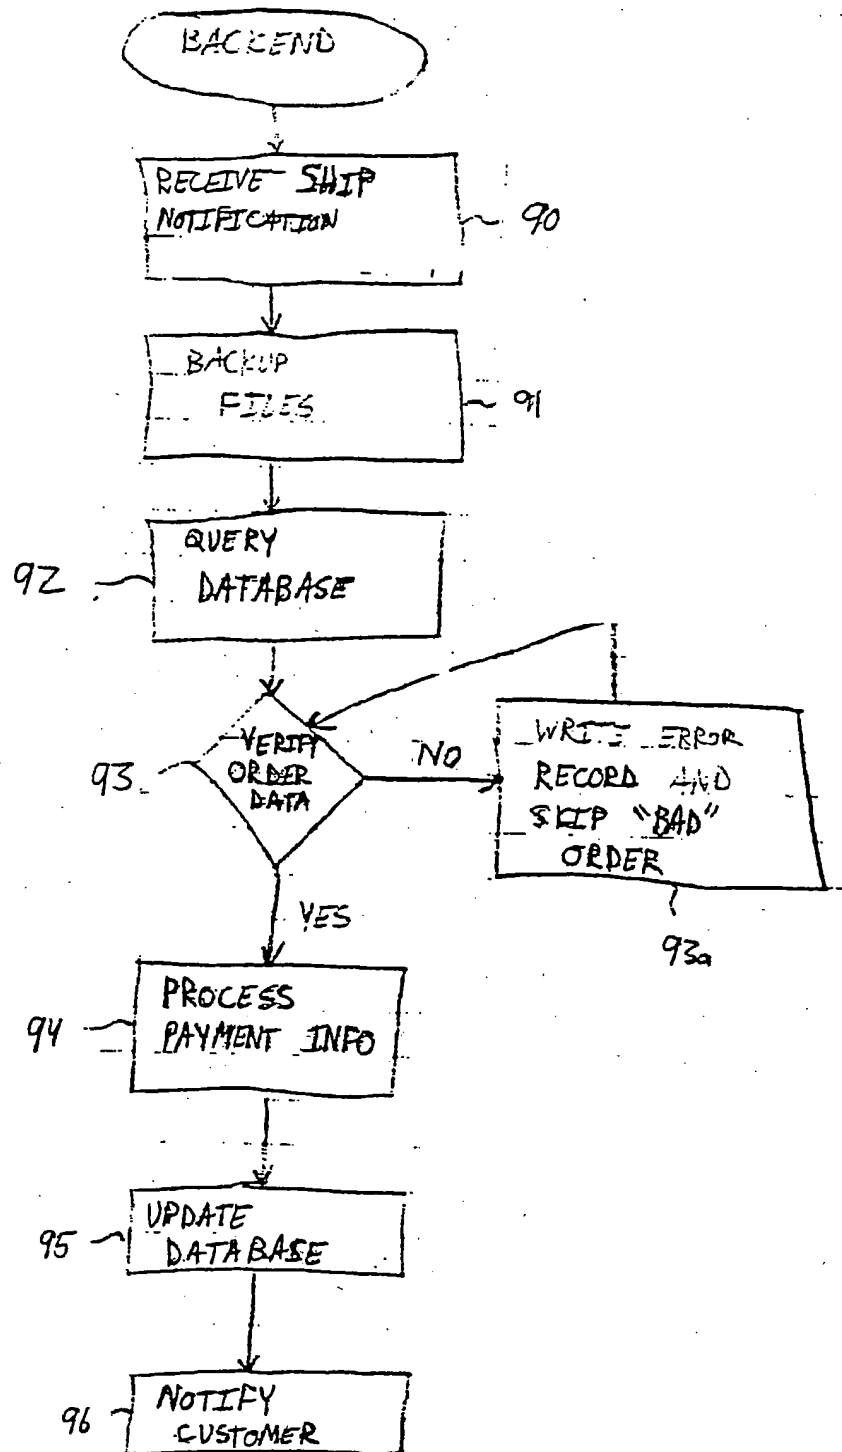 BACKEND
RECEIVE SHIP
NOTIFICATION
90
BACKUP
FILES
91
QUERY
DATABASE
92
VERIFY
ORDER
DATA
93
NO
WRITE ERROR
RECORD AND
SKIP "BAD"
ORDER
93a
YES
PROCESS
PAYMENT INFO
94
UPDATE
DATABASE
95
NOTIFY
CUSTOMER
96